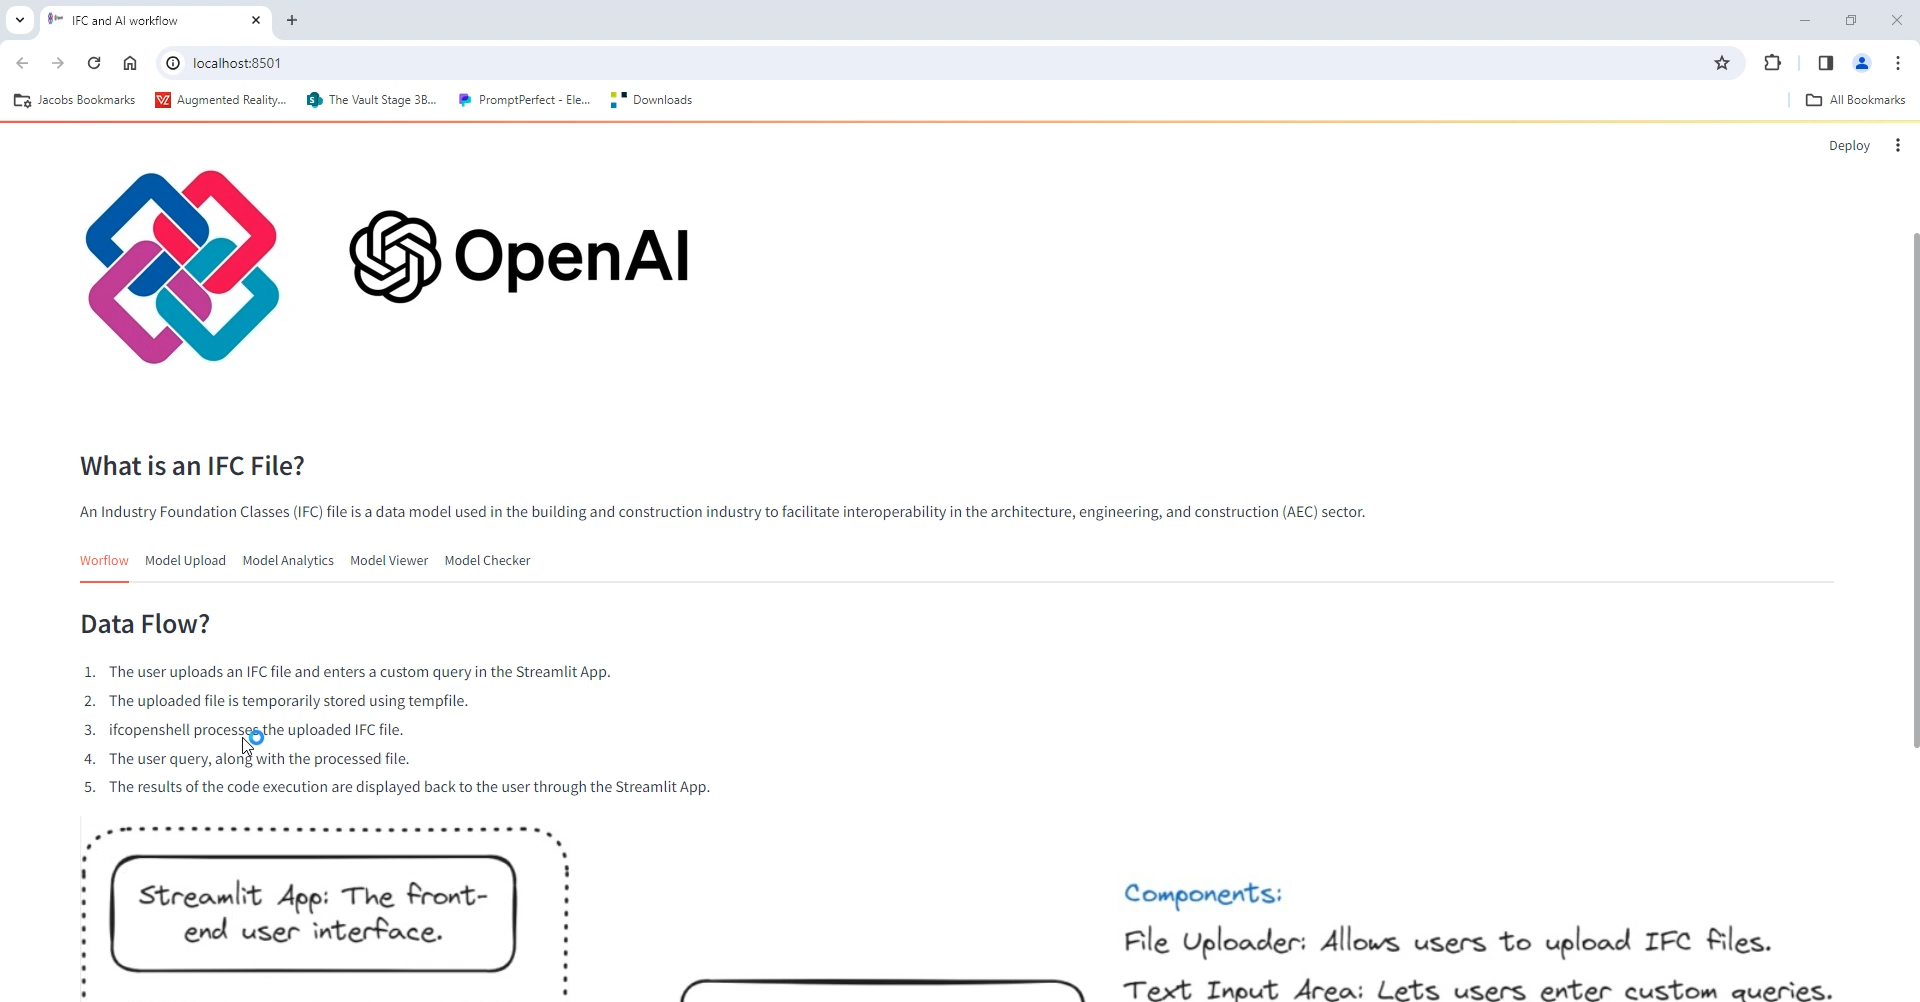 IFC and AI workflow
localhost:8501
Jacobs Bookmarks
Augmented Reality...
The Vault Stage 3B...
PromptPerfect - Ele...
Downloads
All Bookmarks
Deploy
OpenAI
What is an IFC File?
An Industry Foundation Classes (IFC) file is a data model used in the building and construction industry to facilitate interoperability in the architecture, engineering, and construction (AEC) sector.
Worflow Model Upload Model Analytics Model Viewer Model Checker
Data Flow?
1. The user uploads an IFC file and enters a custom query in the Streamlit App.
2. The uploaded file is temporarily stored using tempfile.
3. ifcopenshell processes the uploaded IFC file.
4. The user query, along with the processed file.
5. The results of the code execution are displayed back to the user through the Streamlit App.
Streamlit App: The front-
end user interface.
Components:
File Uploader: Allows users to upload IFC files.
Text Input Area: Lets users enter custom queries.